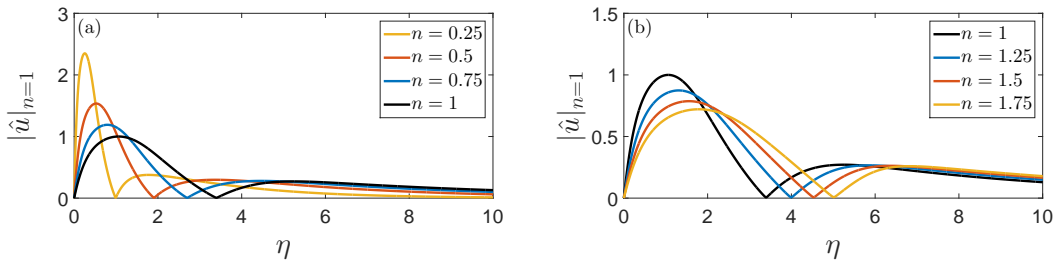 (a)
3
2
1
0
|û|n=1
n = 0.25
n = 0.5
n = 0.75
n = 1
0 2 4 6 8 10
η
(b)
1.5
1
0.5
0
|û|n=1
n = 1
n = 1.25
n = 1.5
n = 1.75
0 2 4 6 8 10
η